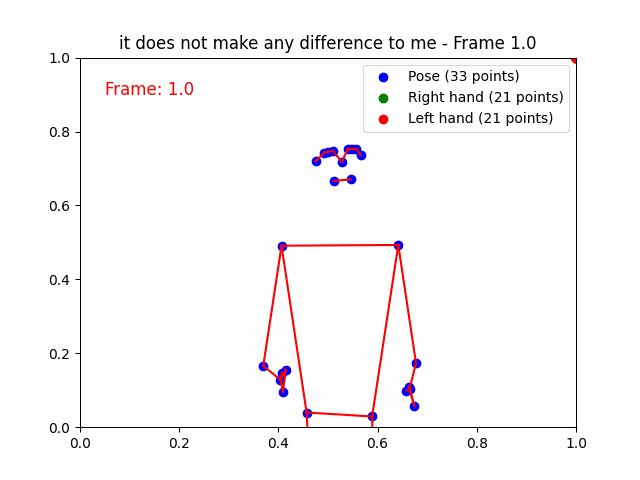 it does not make any difference to me - Frame 1.0
Frame: 1.0
Pose (33 points)
Right hand (21 points)
Left hand (21 points)
1.0
0.8
0.6
0.4
0.2
0.0
0.0 0.2 0.4 0.6 0.8 1.0